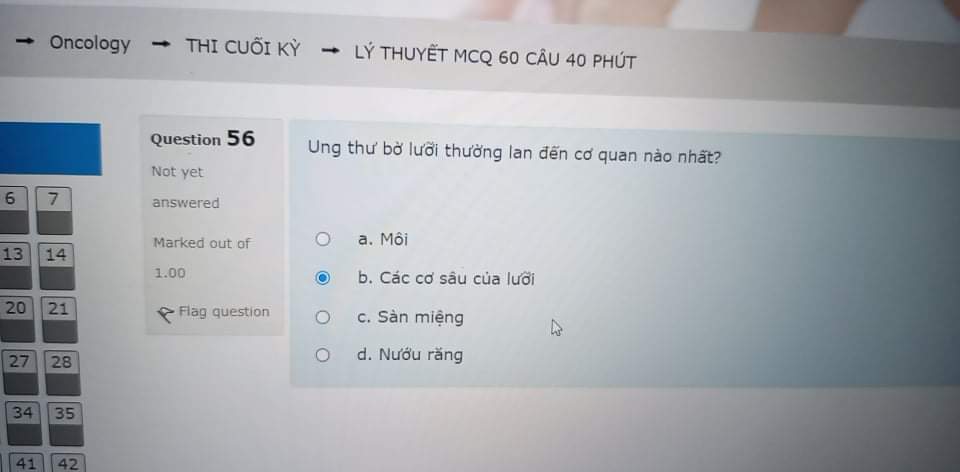 Oncology → THI CUỐI KỲ → LÝ THUYẾT MCQ 60 CÂU 40 PHÚT
Question 56
Not yet
answered
Marked out of
1.00
Flag question
Ung thư bờ lưỡi thường lan đến cơ quan nào nhất?
a. Môi
b. Các cơ sâu của lưỡi
c. Sàn miệng
d. Nướu răng
6 7
13 14
20 21
27 28
34 35
41 42